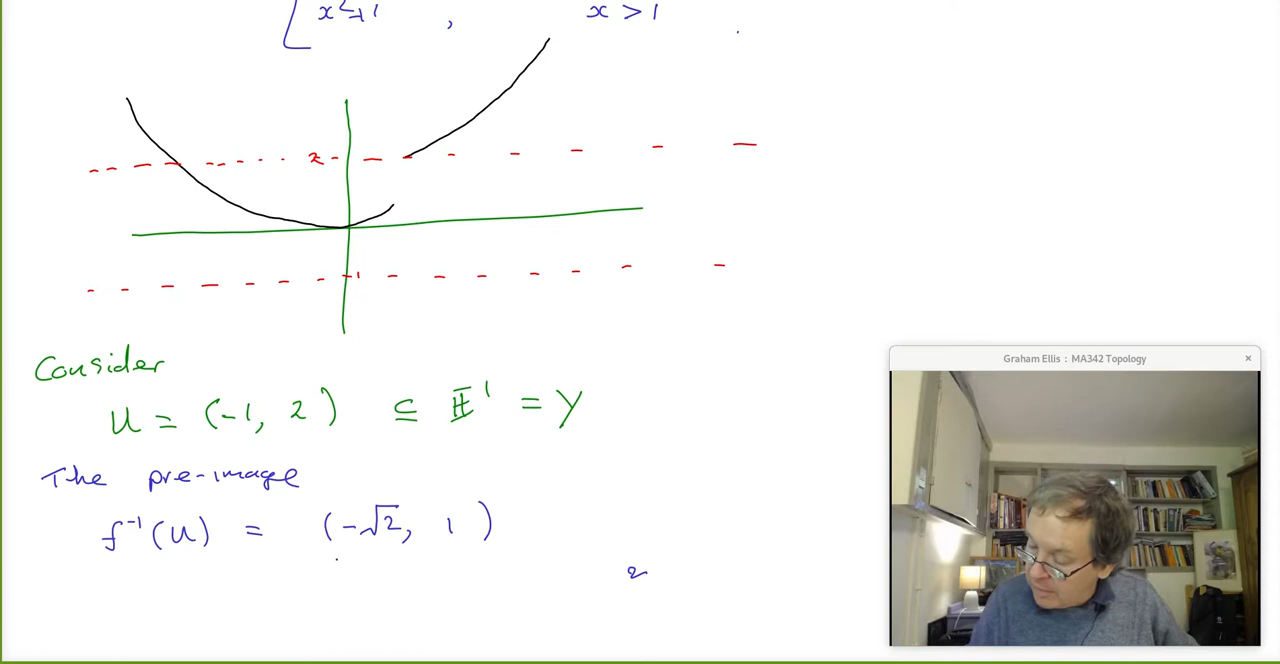 x²+1 , x > 1
2
-1
Consider
U = (-1, 2) ⊆ 𝔼¹ = Y
The pre-image
f⁻¹(U) = (-√2, 1)
2
Graham Ellis : MA342 Topology